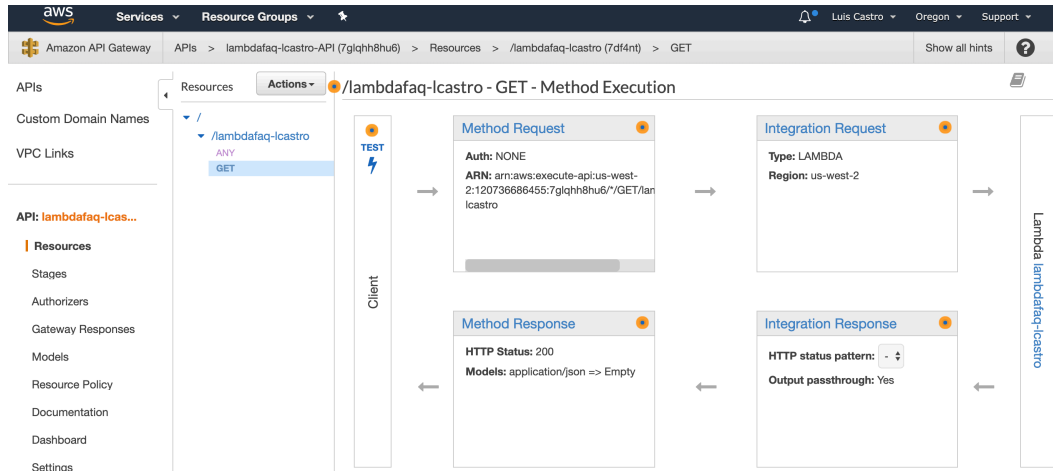 aws
Services
Resource Groups
Luis Castro
Oregon
Support
Amazon API Gateway
APIs > lambdafaq-lcastro-API (7glqhh8hu6) > Resources > /lambdafaq-lcastro (7df4nt) > GET
Show all hints
?
APIs
Custom Domain Names
VPC Links
API: lambdafaq-lcas...
Resources
Stages
Authorizers
Gateway Responses
Models
Resource Policy
Documentation
Dashboard
Settings
Resources
Actions
/
/lambdafaq-lcastro
ANY
GET
/lambdafaq-lcastro - GET - Method Execution
TEST
Client
Method Request
Auth: NONE
ARN: arn:aws:execute-api:us-west-
2:120736686455:7glqhh8hu6/*/GET/lam
lcastro
Integration Request
Type: LAMBDA
Region: us-west-2
Lambda lambdafaq-lcastro
Method Response
HTTP Status: 200
Models: application/json => Empty
Integration Response
HTTP status pattern: -
Output passthrough: Yes